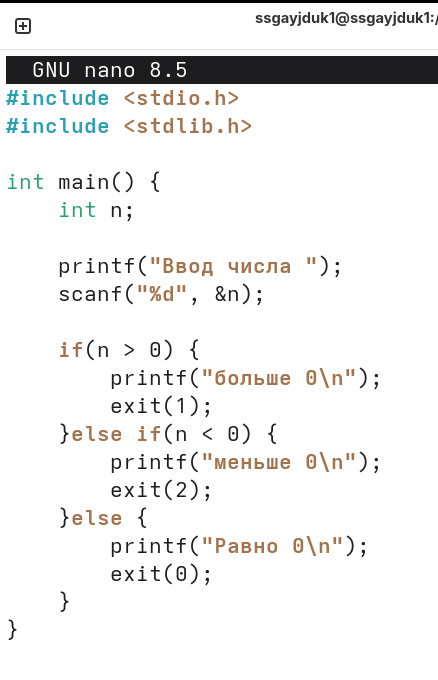 ssgayjduk1@ssgayjduk1:/
GNU nano 8.5
#include <stdio.h>
#include <stdlib.h>

int main() {
    int n;

    printf("Ввод числа ");
    scanf("%d", &n);

    if(n > 0) {
        printf("больше 0\n");
        exit(1);
    }else if(n < 0) {
        printf("меньше 0\n");
        exit(2);
    }else {
        printf("Равно 0\n");
        exit(0);
    }
}